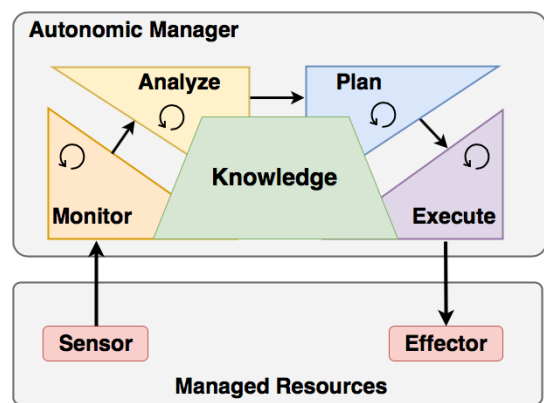 Autonomic Manager
Analyze
Plan
Knowledge
Monitor
Execute
Sensor
Effector
Managed Resources